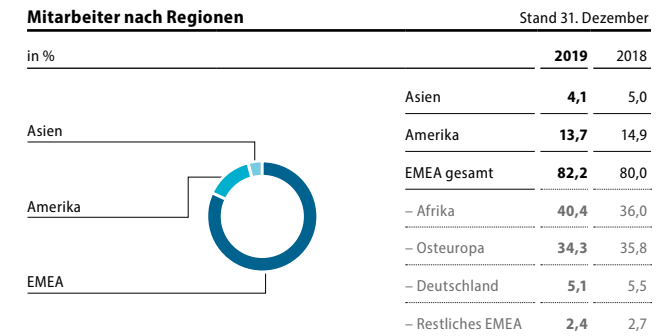 Mitarbeiter nach Regionen Stand 31. Dezember
in % 2019 2018
Asien
Amerika
EMEA
Asien 4,1 5,0
Amerika 13,7 14,9
EMEA gesamt 82,2 80,0
– Afrika 40,4 36,0
– Osteuropa 34,3 35,8
– Deutschland 5,1 5,5
– Restliches EMEA 2,4 2,7